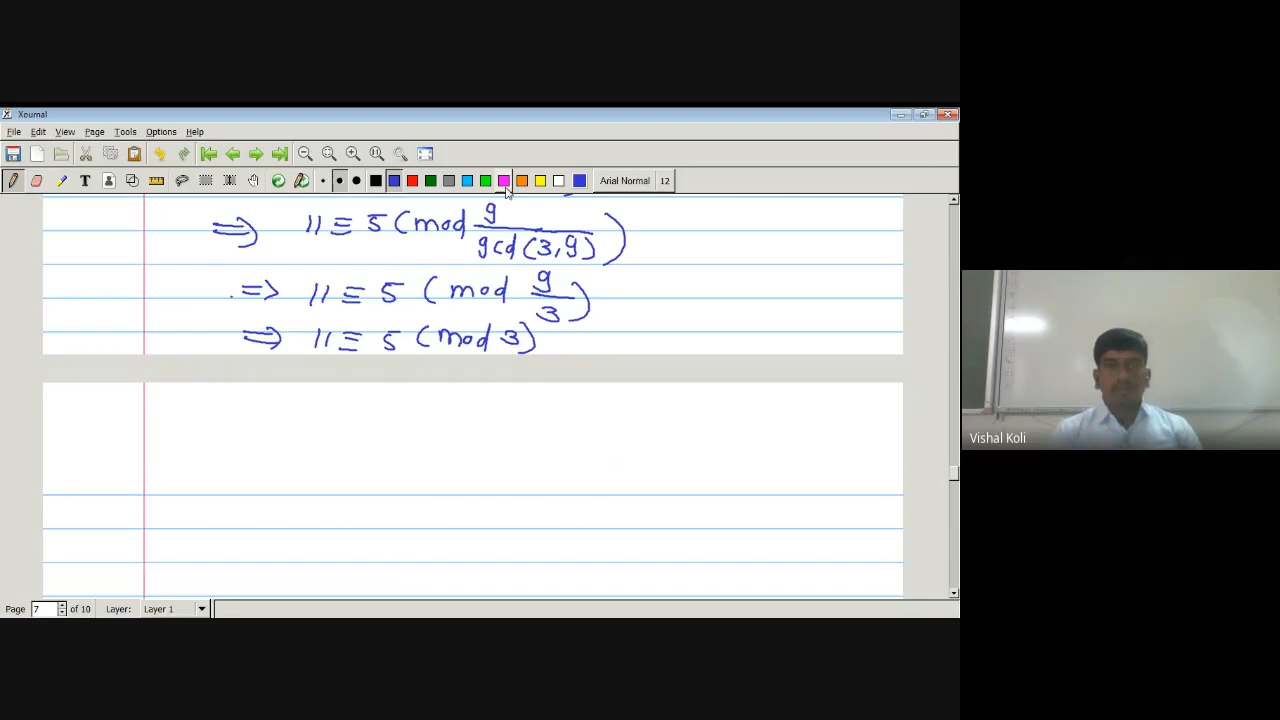 Xournal
File Edit View Page Tools Options Help
Arial Normal 12
⇒ 11 ≡ 5 (mod 9/gcd(3,9))
⇒ 11 ≡ 5 (mod 9/3)
⇒ 11 ≡ 5 (mod 3)
Vishal Koli
Page 7 of 10 Layer: Layer 1